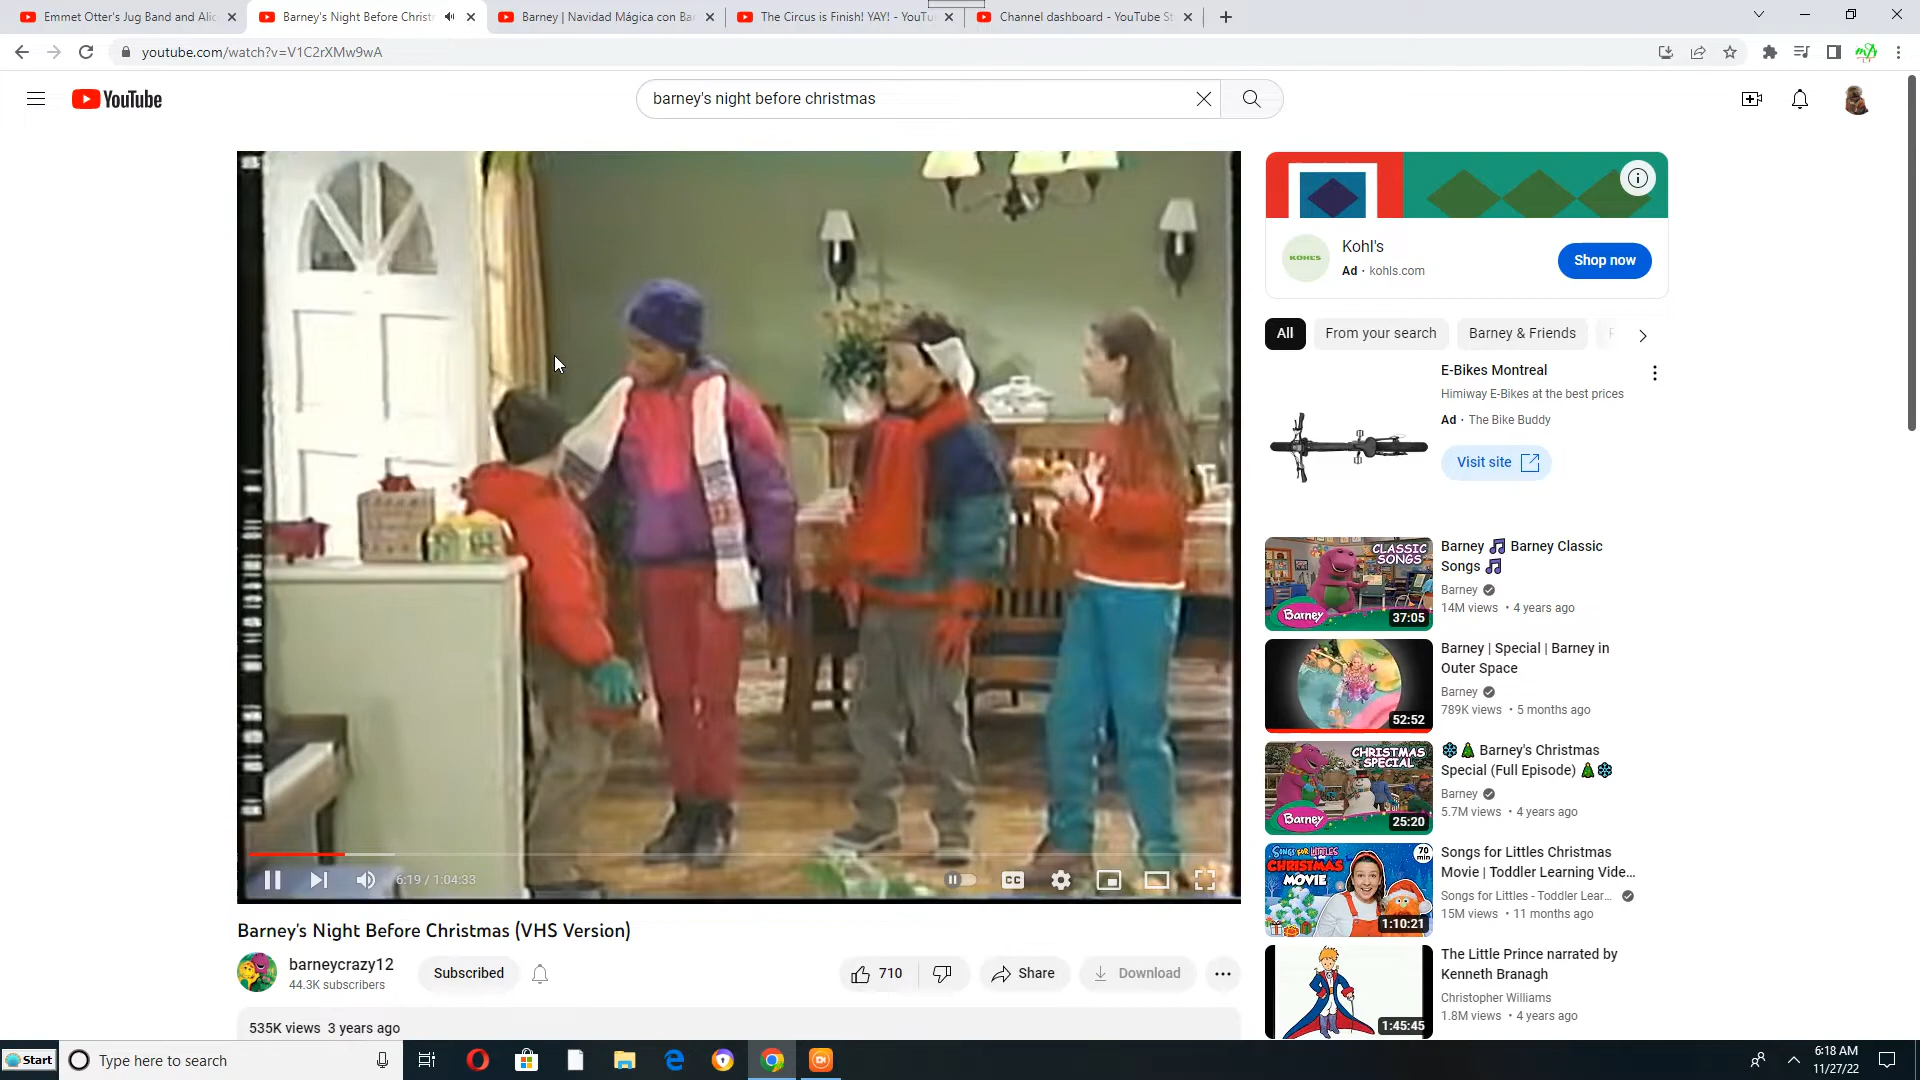 Emmet Otter's Jug Band and Alic
Barney's Night Before Christm
Barney | Navidad Mágica con Bar
The Circus is Finish! YAY! - YouTu
Channel dashboard - YouTube St
youtube.com/watch?v=V1C2rXMw9wA
YouTube
barney's night before christmas
KOHL'S
Kohl's
Ad · kohls.com
Shop now
All
From your search
Barney & Friends
E-Bikes Montreal
Himiway E-Bikes at the best prices
Ad · The Bike Buddy
Visit site
CLASSIC SONGS
Barney
37:05
Barney 🎵 Barney Classic
Songs 🎵
Barney
14M views • 4 years ago
52:52
Barney | Special | Barney in
Outer Space
Barney
789K views • 5 months ago
CHRISTMAS SPECIAL
Barney
25:20
❄️🎄 Barney's Christmas
Special (Full Episode) 🎄❄️
Barney
5.7M views • 4 years ago
SONGS FOR LITTLES
70 min
CHRISTMAS
MOVIE
1:10:21
Songs for Littles Christmas
Movie | Toddler Learning Vide...
Songs for Littles - Toddler Lear...
15M views • 11 months ago
1:45:45
The Little Prince narrated by
Kenneth Branagh
Christopher Williams
1.8M views • 4 years ago
6:19 / 1:04:33
CC
Barney's Night Before Christmas (VHS Version)
barneycrazy12
44.3K subscribers
Subscribed
710
Share
Download
535K views 3 years ago
Start
Type here to search
6:18 AM
11/27/22